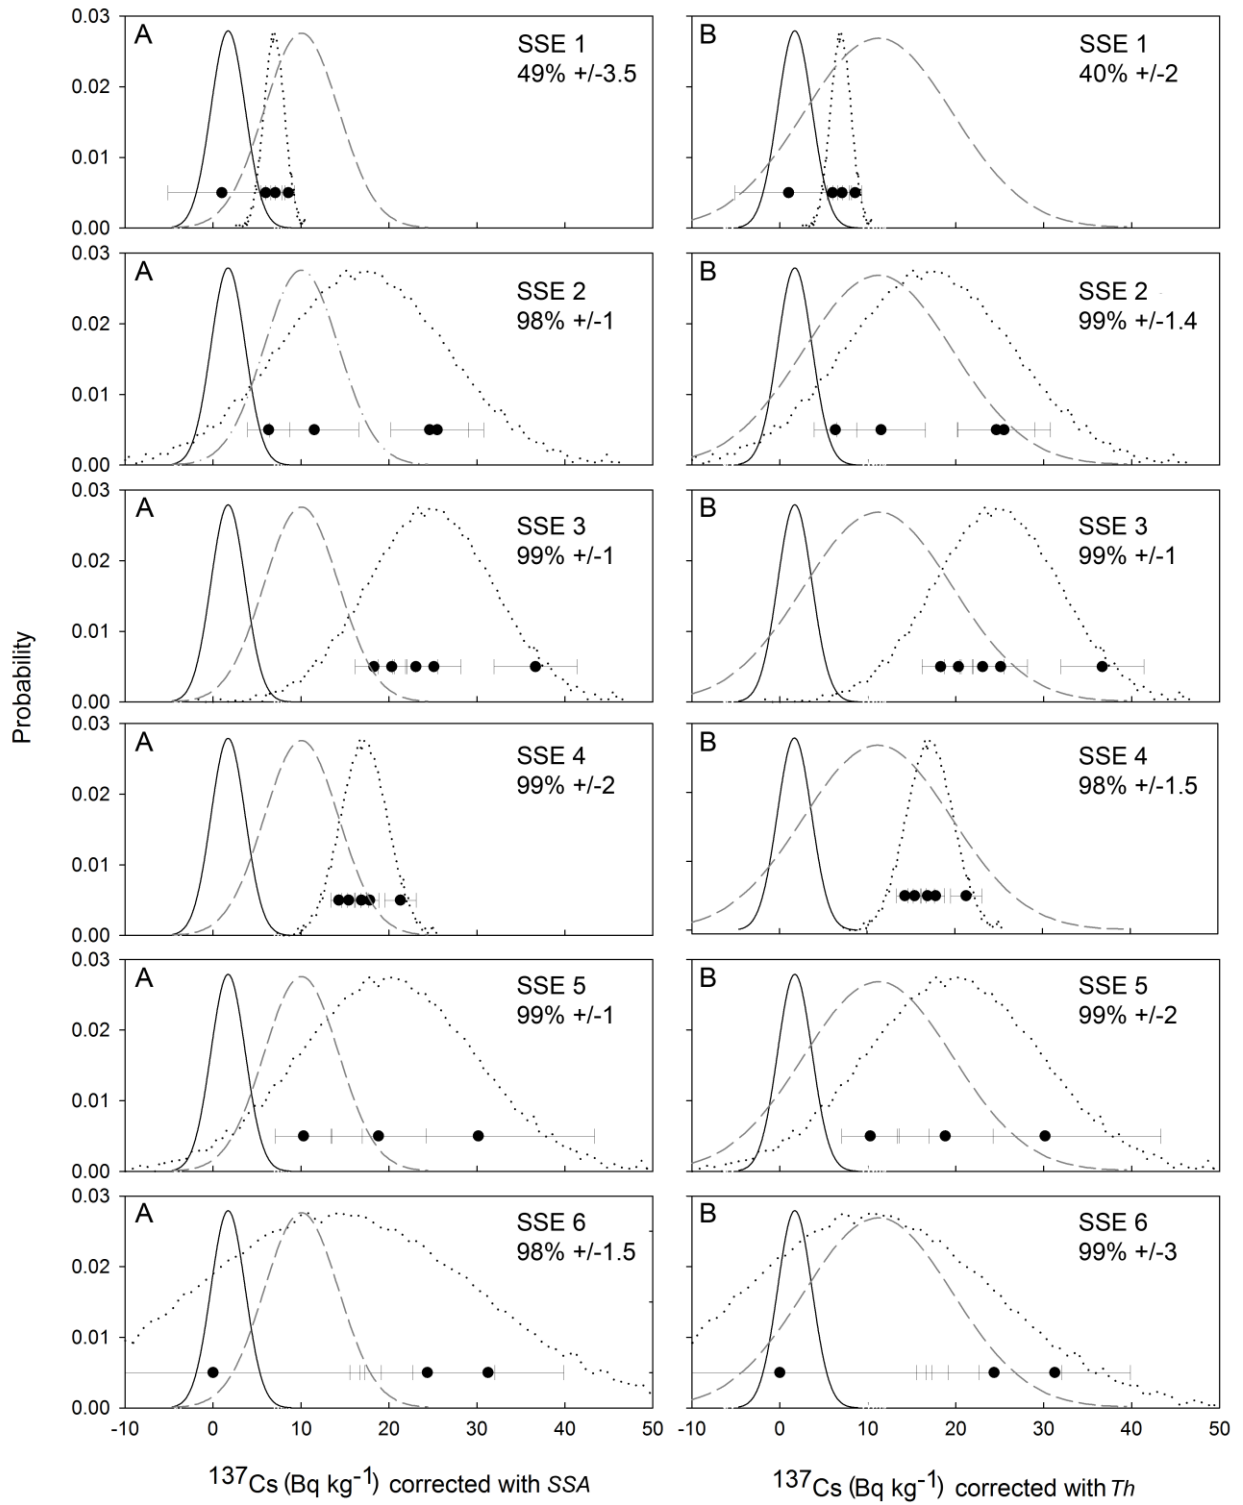 0.03
A
SSE 1
49% +/-3.5
0.02
0.01
0.00
B
SSE 1
40% +/-2
0.03
A
SSE 2
98% +/-1
0.02
0.01
0.00
B
SSE 2
99% +/-1.4
0.03
A
SSE 3
99% +/-1
0.02
0.01
0.00
B
SSE 3
99% +/-1
0.03
A
SSE 4
99% +/-2
0.02
0.01
0.00
B
SSE 4
98% +/-1.5
0.03
A
SSE 5
99% +/-1
0.02
0.01
0.00
B
SSE 5
99% +/-2
0.03
A
SSE 6
98% +/-1.5
0.02
0.01
0.00
B
SSE 6
99% +/-3
Probability
-10 0 10 20 30 40 50
-10 0 10 20 30 40 50
137Cs (Bq kg-1) corrected with SSA
137Cs (Bq kg-1) corrected with Th